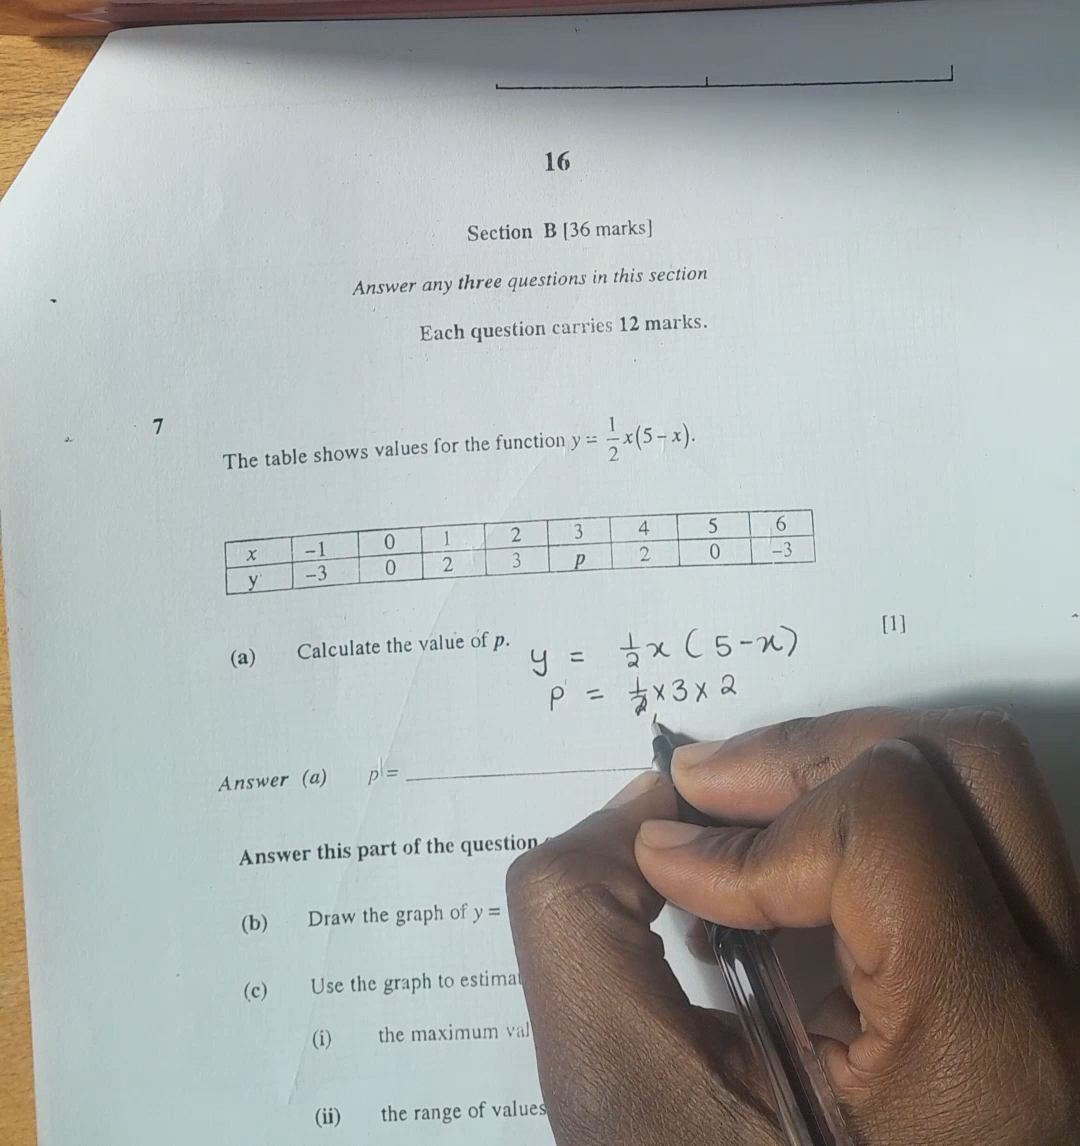 16
Section B [36 marks]
Answer any three questions in this section
Each question carries 12 marks.
7
The table shows values for the function y = 1/2 x(5 − x).
x −1 0 1 2 3 4 5 6
y −3 0 2 3 p 2 0 −3
(a) Calculate the value of p. [1]
y = 1/2 x (5 - x)
P = 1/2 × 3 × 2
Answer (a) p =
Answer this part of the question
(b) Draw the graph of y =
(c) Use the graph to
(i) the maximum
(ii) the range of values